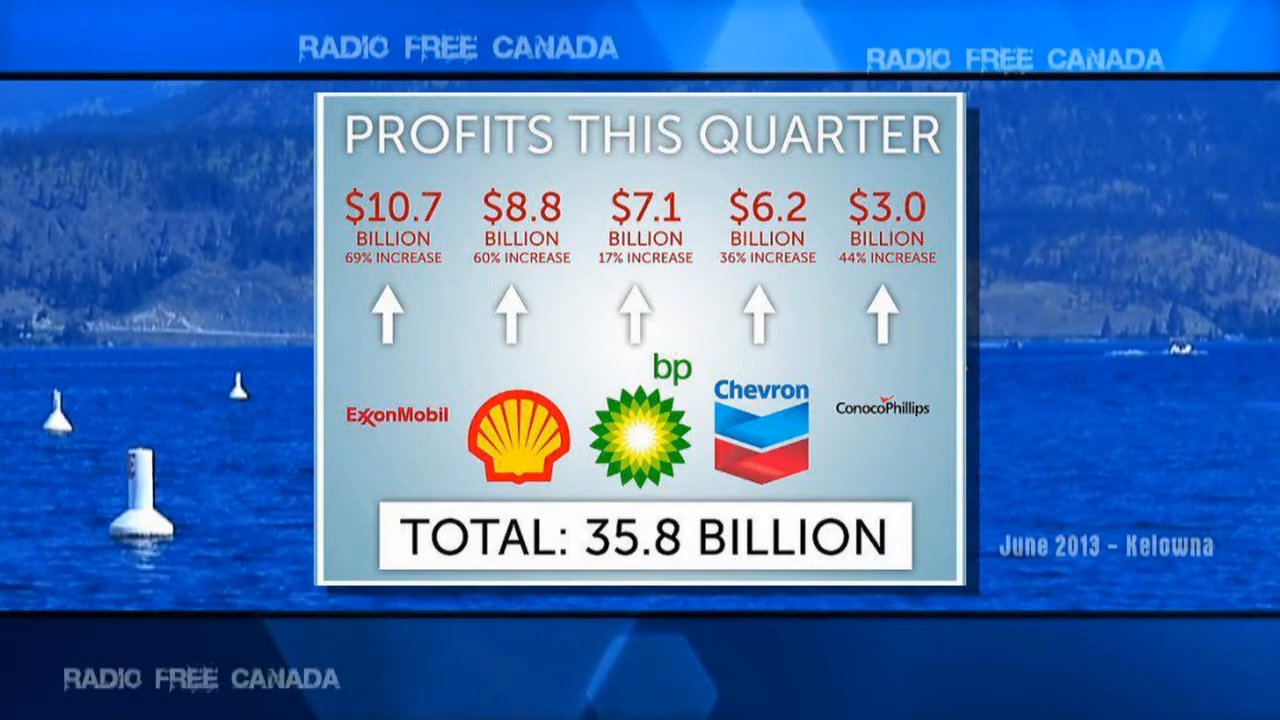 RADIO FREE CANADA
RADIO FREE CANADA
PROFITS THIS QUARTER
$10.7 $8.8 $7.1 $6.2 $3.0
BILLION BILLION BILLION BILLION BILLION
69% INCREASE 60% INCREASE 17% INCREASE 36% INCREASE 44% INCREASE
bp
Chevron
ExxonMobil
ConocoPhillips
TOTAL: 35.8 BILLION
June 2013 - Kelowna
RADIO FREE CANADA